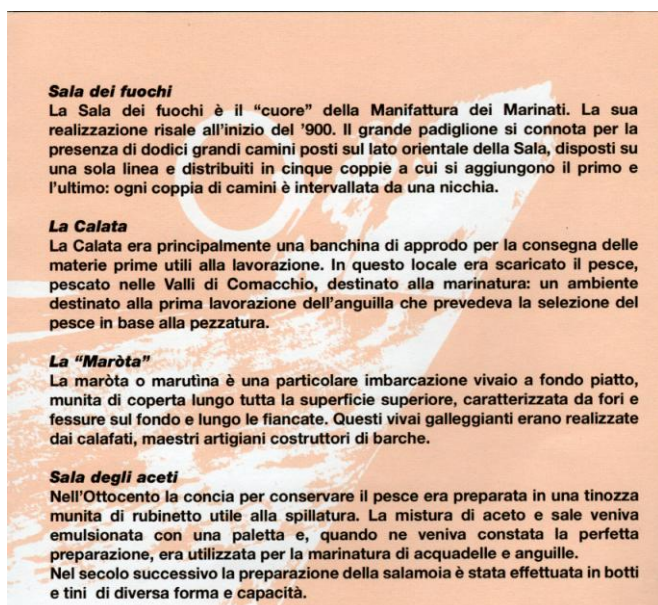 Sala dei fuochi
La Sala dei fuochi è il “cuore” della Manifattura dei Marinati. La sua
realizzazione risale all’inizio del ’900. Il grande padiglione si connota per la
presenza di dodici grandi camini posti sul lato orientale della Sala, disposti su
una sola linea e distribuiti in cinque coppie a cui si aggiungono il primo e
l’ultimo: ogni coppia di camini è intervallata da una nicchia.
La Calata
La Calata era principalmente una banchina di approdo per la consegna delle
materie prime utili alla lavorazione. In questo locale era scaricato il pesce,
pescato nelle Valli di Comacchio, destinato alla marinatura: un ambiente
destinato alla prima lavorazione dell’anguilla che prevedeva la selezione del
pesce in base alla pezzatura.
La “Maròta”
La maròta o marutìna è una particolare imbarcazione vivaio a fondo piatto,
munita di coperta lungo tutta la superficie superiore, caratterizzata da fori e
fessure sul fondo e lungo le fiancate. Questi vivai galleggianti erano realizzate
dai calafati, maestri artigiani costruttori di barche.
Sala degli aceti
Nell’Ottocento la concia per conservare il pesce era preparata in una tinozza
munita di rubinetto utile alla spillatura. La mistura di aceto e sale veniva
emulsionata con una paletta e, quando ne veniva constata la perfetta
preparazione, era utilizzata per la marinatura di acquadelle e anguille.
Nel secolo successivo la preparazione della salamoia è stata effettuata in botti
e tini di diversa forma e capacità.